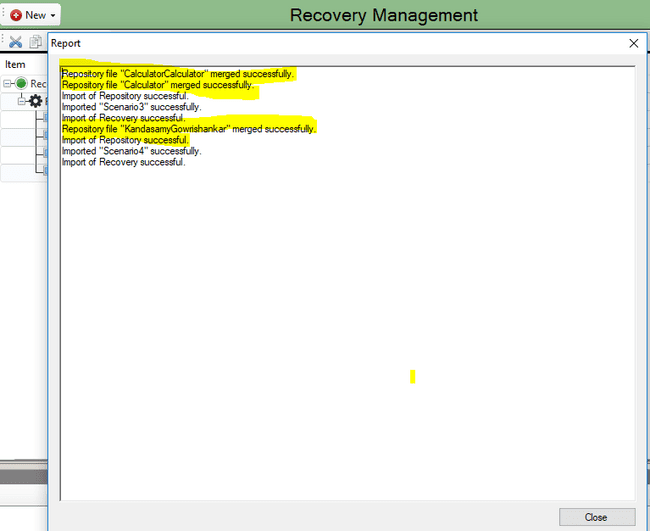 New
Recovery Management
Report
Item
Rec
Repository file "CalculatorCalculator" merged successfully.
Repository file "Calculator" merged successfully.
Import of Repository successful.
Imported "Scenario3" successfully.
Import of Recovery successful.
Repository file "KandasamyGowrishankar" merged successfully.
Import of Repository successful.
Imported "Scenario4" successfully.
Import of Recovery successful.
Close